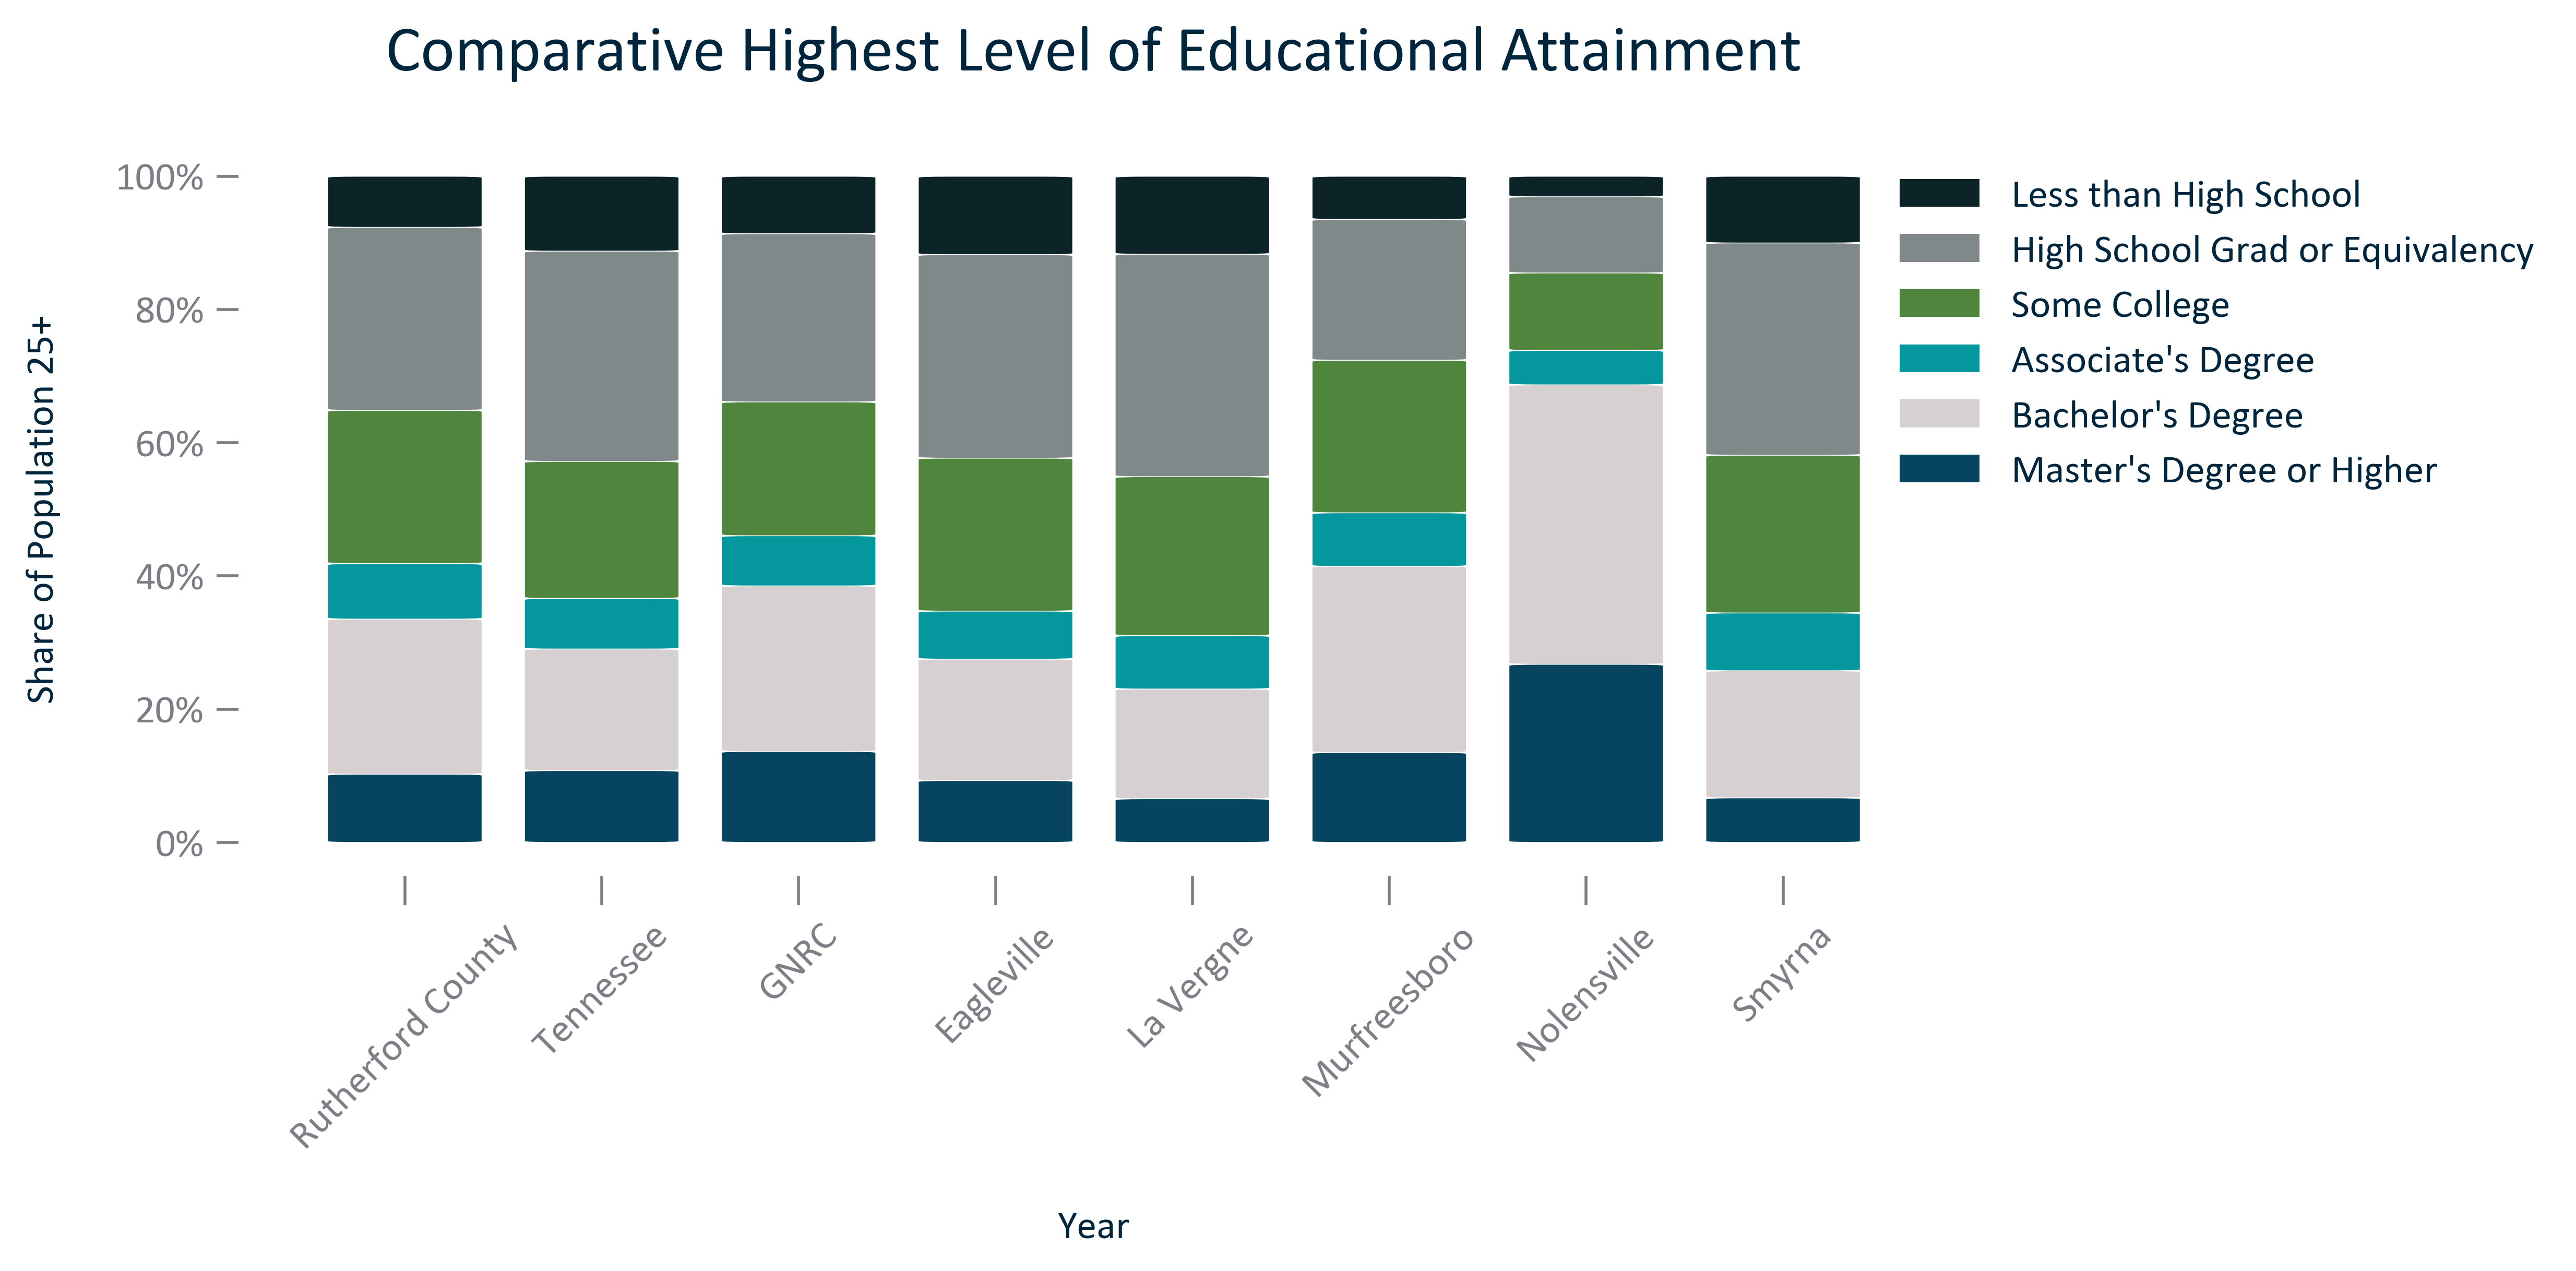 Comparative Highest Level of Educational Attainment
Share of Population 25+
100%
80%
60%
40%
20%
0%
Less than High School
High School Grad or Equivalency
Some College
Associate's Degree
Bachelor's Degree
Master's Degree or Higher
Rutherford County
Tennessee
GNRC
Eagleville
La Vergne
Murfreesboro
Nolensville
Smyrna
Year